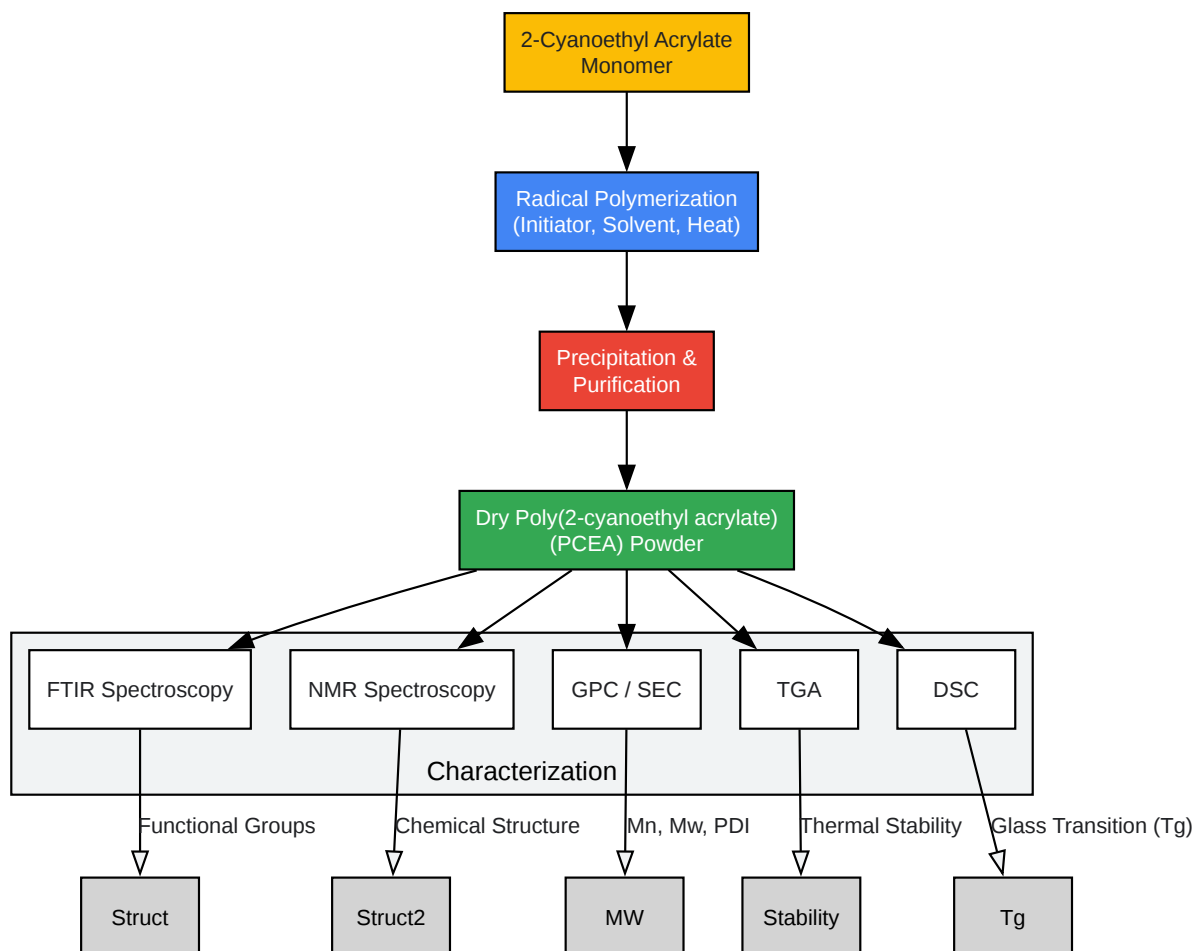 2-Cyanoethyl Acrylate
Monomer
Radical Polymerization
(Initiator, Solvent, Heat)
Precipitation &
Purification
Dry Poly(2-cyanoethyl acrylate)
(PCEA) Powder
FTIR Spectroscopy
NMR Spectroscopy
GPC / SEC
TGA
DSC
Characterization
Functional Groups
Chemical Structure
Mn, Mw, PDI
Thermal Stability
Glass Transition (Tg)
Struct
Struct2
MW
Stability
Tg